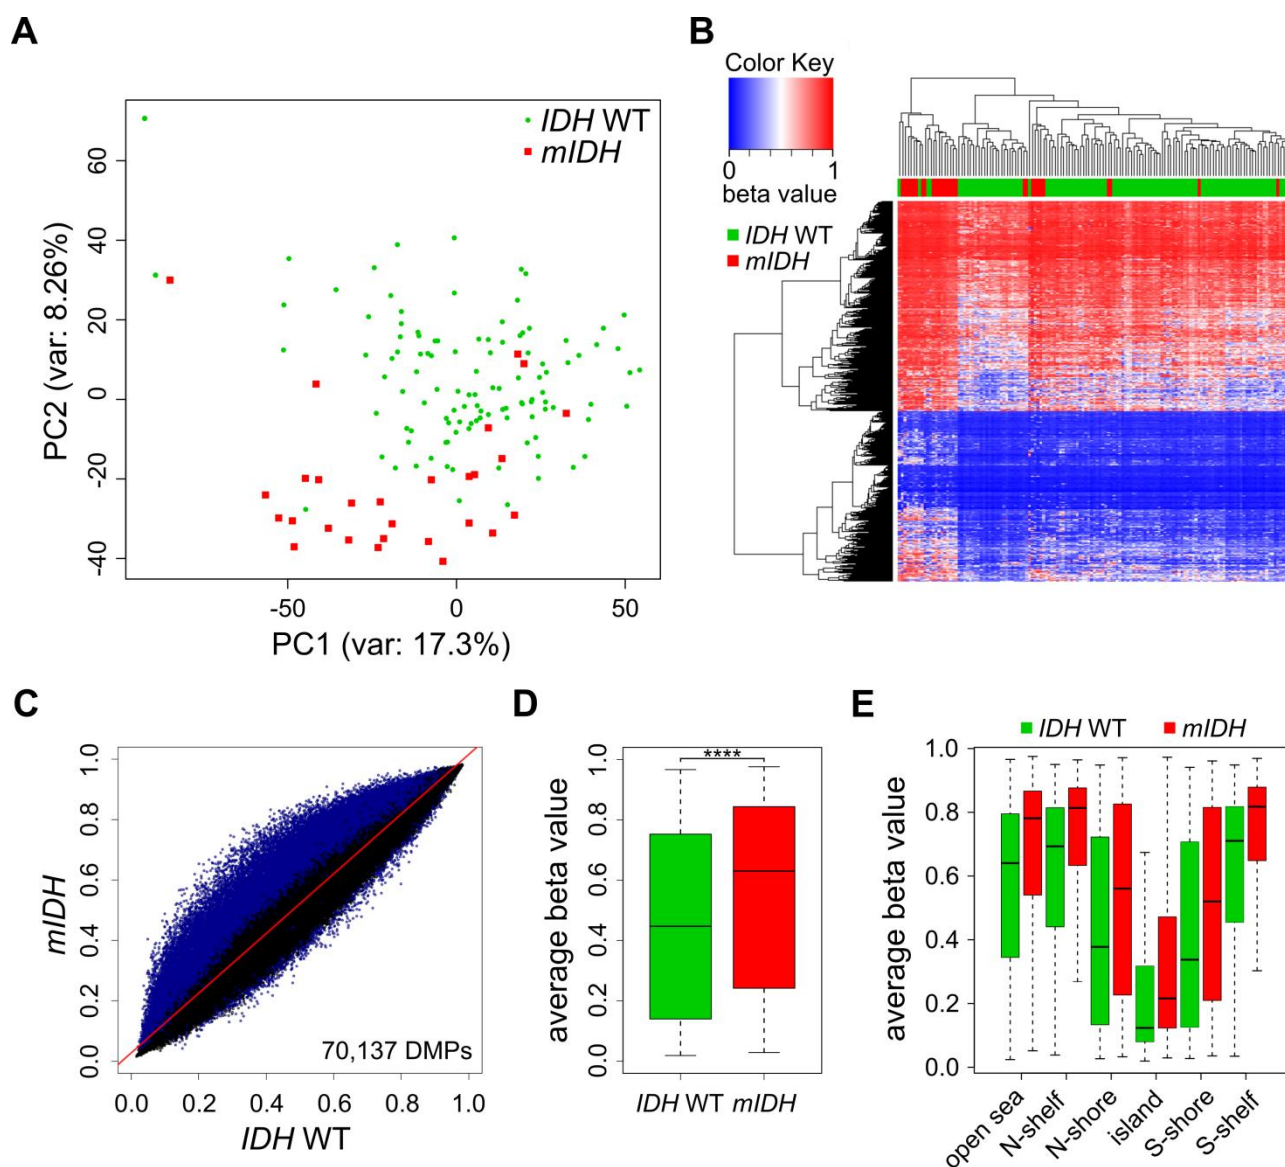 A
IDH WT
mIDH
60
40
20
0
-20
-40
PC2 (var: 8.26%)
-50 0 50
PC1 (var: 17.3%)
B
Color Key
0 1
beta value
IDH WT
mIDH
C
1.0
0.8
0.6
0.4
0.2
0.0
mIDH
70,137 DMPs
0.0 0.2 0.4 0.6 0.8 1.0
IDH WT
D
****
1.0
0.8
0.6
0.4
0.2
0.0
average beta value
IDH WT mIDH
E
IDH WT mIDH
1.0
0.8
0.6
0.4
0.2
0.0
average beta value
open sea
N-shelf
N-shore
island
S-shore
S-shelf